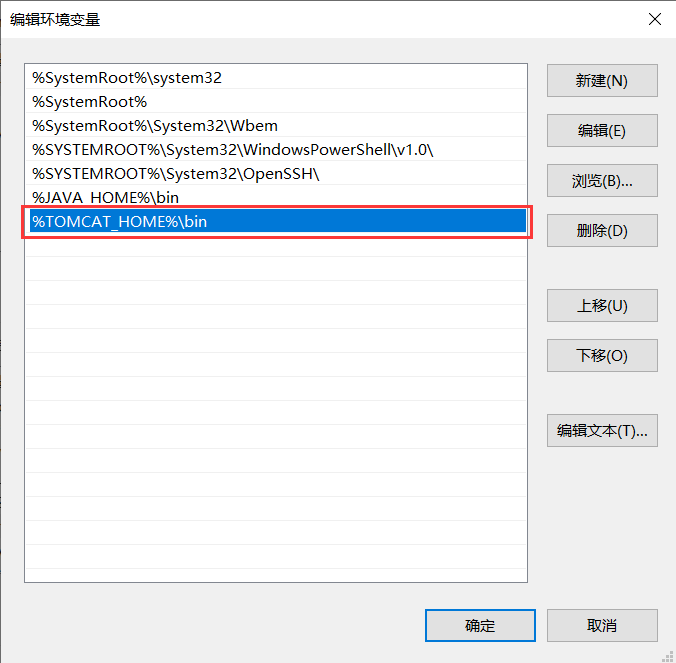 编辑环境变量
%SystemRoot%\system32
%SystemRoot%
%SystemRoot%\System32\Wbem
%SYSTEMROOT%\System32\WindowsPowerShell\v1.0\
%SYSTEMROOT%\System32\OpenSSH\
%JAVA_HOME%\bin
%TOMCAT_HOME%\bin
新建(N)
编辑(E)
浏览(B)...
删除(D)
上移(U)
下移(O)
编辑文本(T)...
确定
取消